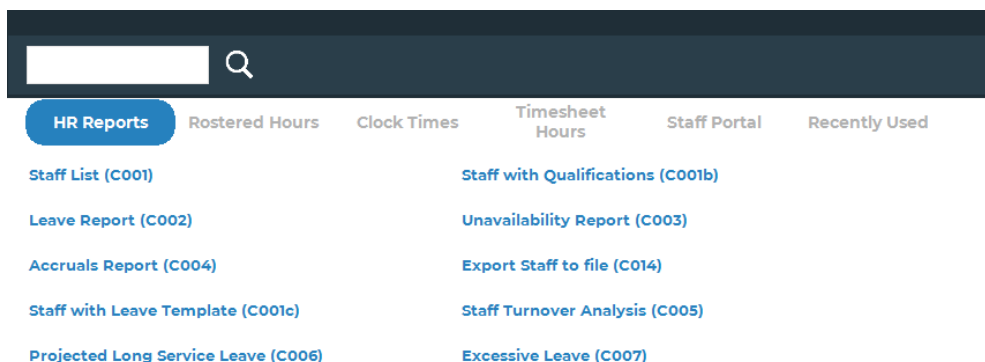 HR Reports
Rostered Hours
Clock Times
Timesheet
Hours
Staff Portal
Recently Used
Staff List (C001)
Staff with Qualifications (C001b)
Leave Report (C002)
Unavailability Report (C003)
Accruals Report (C004)
Export Staff to file (C014)
Staff with Leave Template (C001c)
Staff Turnover Analysis (C005)
Projected Long Service Leave (C006)
Excessive Leave (C007)